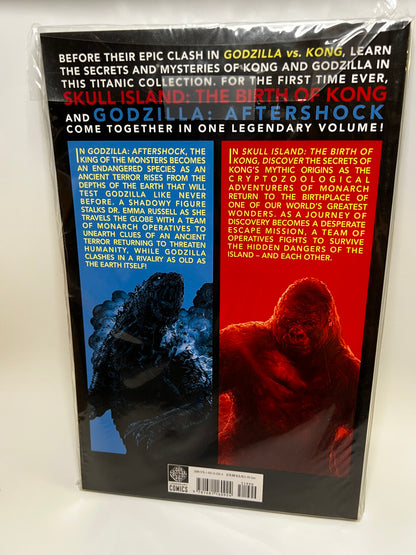 BEFORE THEIR EPIC CLASH IN GODZILLA vs. KONG, LEARN
THE SECRETS AND MYSTERIES OF KONG AND GODZILLA IN
THIS TITANIC COLLECTION. FOR THE FIRST TIME EVER,
SKULL ISLAND: THE BIRTH OF KONG
AND GODZILLA: AFTERSHOCK
COME TOGETHER IN ONE LEGENDARY VOLUME!
IN GODZILLA: AFTERSHOCK, THE
KING OF THE MONSTERS BECOMES
AN ENDANGERED SPECIES AS AN
ANCIENT TERROR RISES FROM THE
DEPTHS OF THE EARTH THAT WILL
TEST GODZILLA LIKE NEVER
BEFORE. A SHADOWY FIGURE
STALKS DR. EMMA RUSSELL AS SHE
TRAVELS THE GLOBE WITH A TEAM
OF MONARCH OPERATIVES TO
UNEARTH CLUES OF AN ANCIENT
TERROR RETURNING TO THREATEN
HUMANITY, WHILE GODZILLA
CLASHES IN A RIVALRY AS OLD AS
THE EARTH ITSELF!
IN SKULL ISLAND: THE BIRTH OF
KONG, DISCOVER THE SECRETS OF
KONG'S MYTHIC ORIGINS AS THE
CRYPTOZOOLOGICAL
ADVENTURERS OF MONARCH
RETURN TO THE BIRTHPLACE OF
ONE OF OUR WORLD'S GREATEST
WONDERS. AS A JOURNEY OF
DISCOVERY BECOMES A DESPERATE
ESCAPE MISSION, A TEAM OF
OPERATIVES FIGHTS TO SURVIVE
THE HIDDEN DANGERS OF THE
ISLAND – AND EACH OTHER.
COMICS